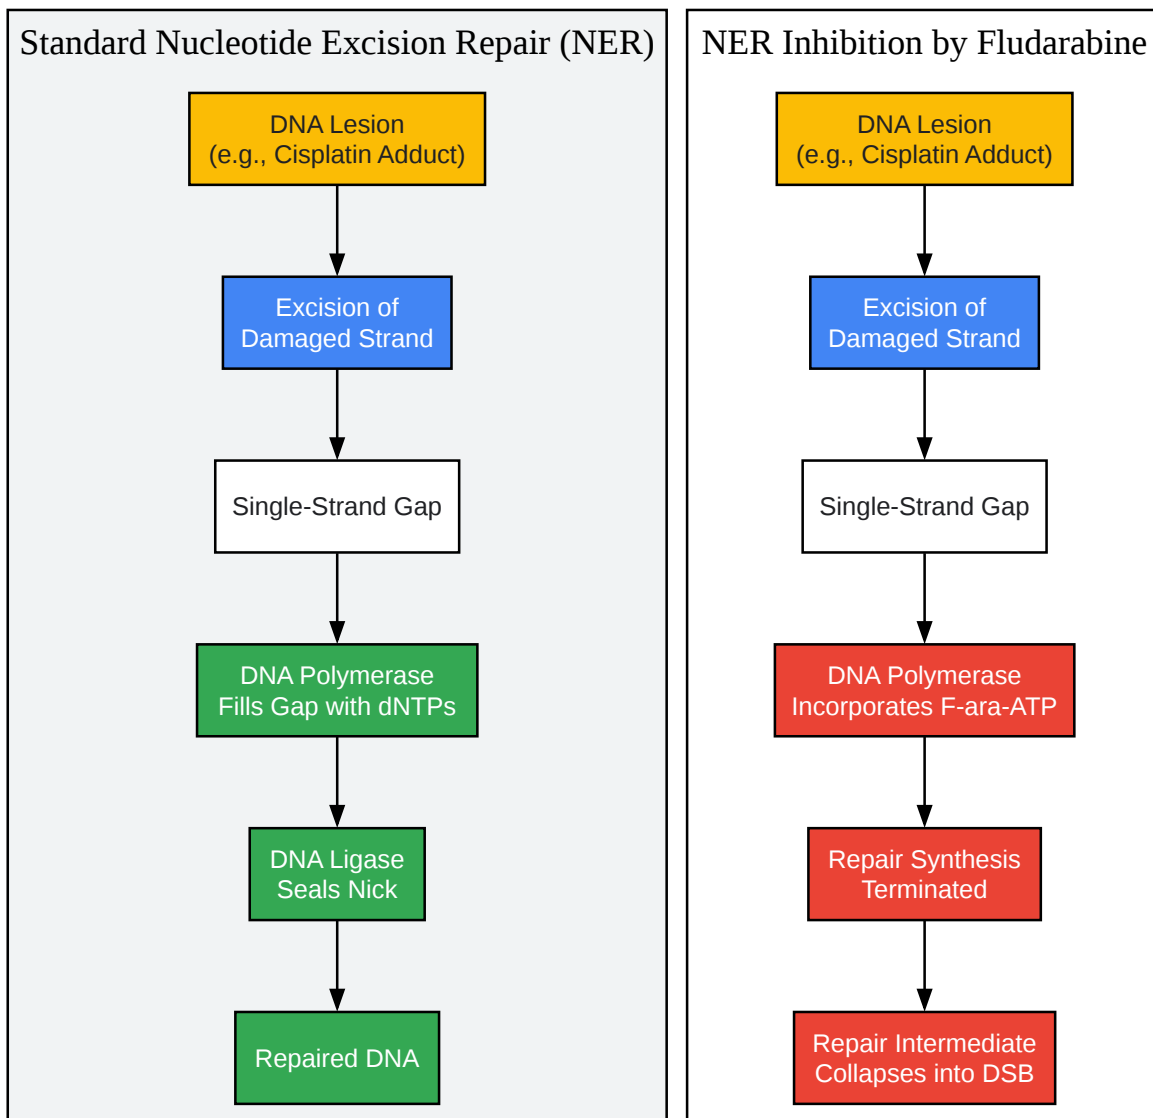 Standard Nucleotide Excision Repair (NER)
DNA Lesion
(e.g., Cisplatin Adduct)
Excision of
Damaged Strand
Single-Strand Gap
DNA Polymerase
Fills Gap with dNTPs
DNA Ligase
Seals Nick
Repaired DNA
NER Inhibition by Fludarabine
DNA Lesion
(e.g., Cisplatin Adduct)
Excision of
Damaged Strand
Single-Strand Gap
DNA Polymerase
Incorporates F-ara-ATP
Repair Synthesis
Terminated
Repair Intermediate
Collapses into DSB